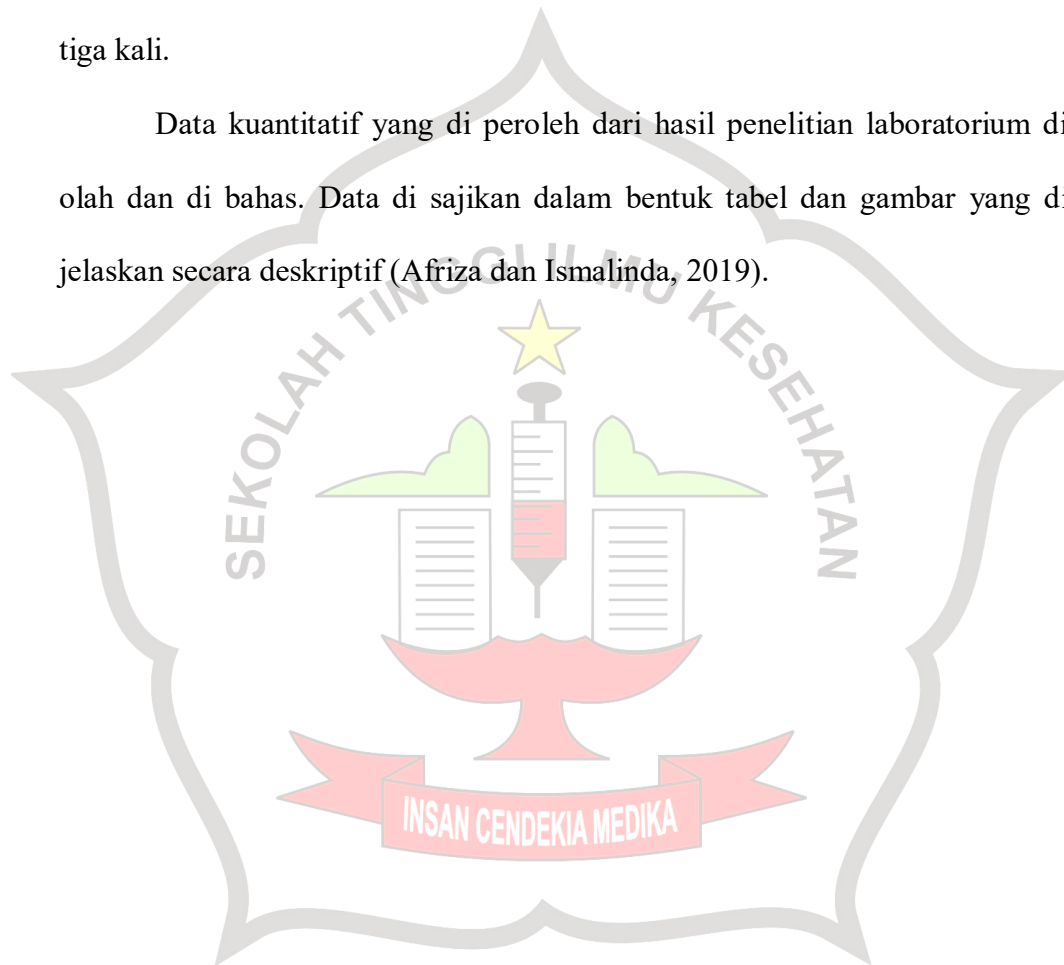 tiga kali.
Data kuantitatif yang di peroleh dari hasil penelitian laboratorium di
olah dan di bahas. Data di sajikan dalam bentuk tabel dan gambar yang di
jelaskan secara deskriptif (Afriza dan Ismalinda, 2019).
SEKOLAH TINGGI ILMU KESEHATAN
INSAN CENDEKIA MEDIKA